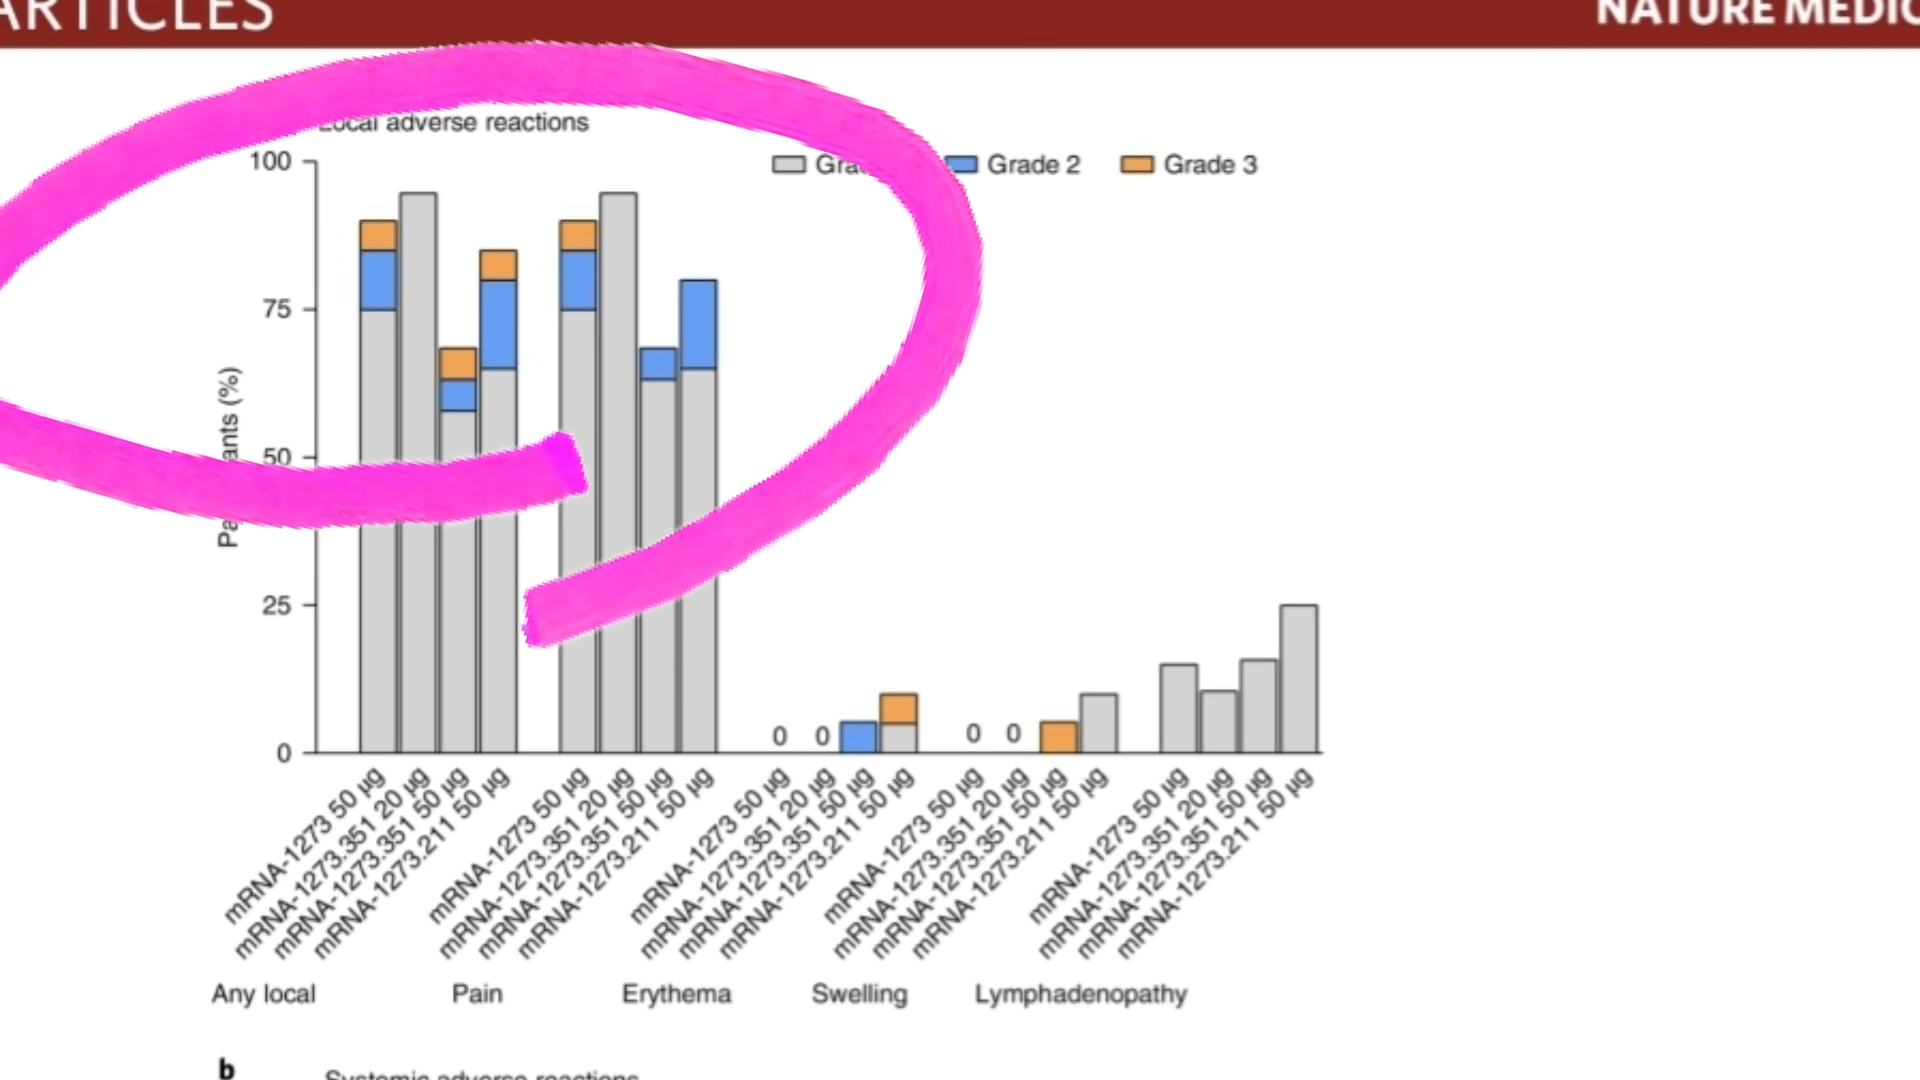 ARTICLES
NATURE MEDIC
Local adverse reactions
Grade 2
Grade 3
100
75
50
25
0
0 0 0 0
mRNA-1273 50 µg
mRNA-1273.351 20 µg
mRNA-1273.351 50 µg
mRNA-1273.211 50 µg
mRNA-1273 50 µg
mRNA-1273.351 20 µg
mRNA-1273.351 50 µg
mRNA-1273.211 50 µg
mRNA-1273 50 µg
mRNA-1273.351 20 µg
mRNA-1273.351 50 µg
mRNA-1273.211 50 µg
mRNA-1273 50 µg
mRNA-1273.351 20 µg
mRNA-1273.351 50 µg
mRNA-1273.211 50 µg
mRNA-1273 50 µg
mRNA-1273.351 20 µg
mRNA-1273.351 50 µg
mRNA-1273.211 50 µg
Any local Pain Erythema Swelling Lymphadenopathy
b Systemic adverse reactions